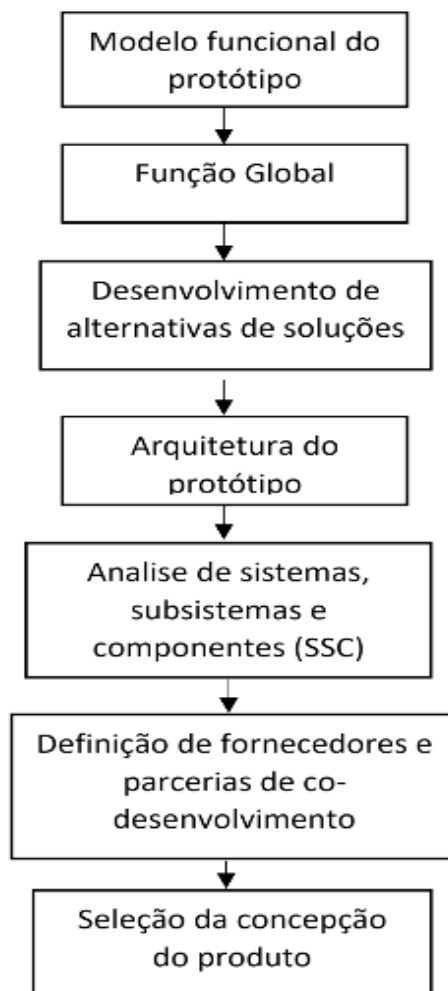 Modelo funcional do
protótipo
Função Global
Desenvolvimento de
alternativas de soluções
Arquitetura do
protótipo
Analise de sistemas,
subsistemas e
componentes (SSC)
Definição de fornecedores e
parcerias de co-
desenvolvimento
Seleção da concepção
do produto